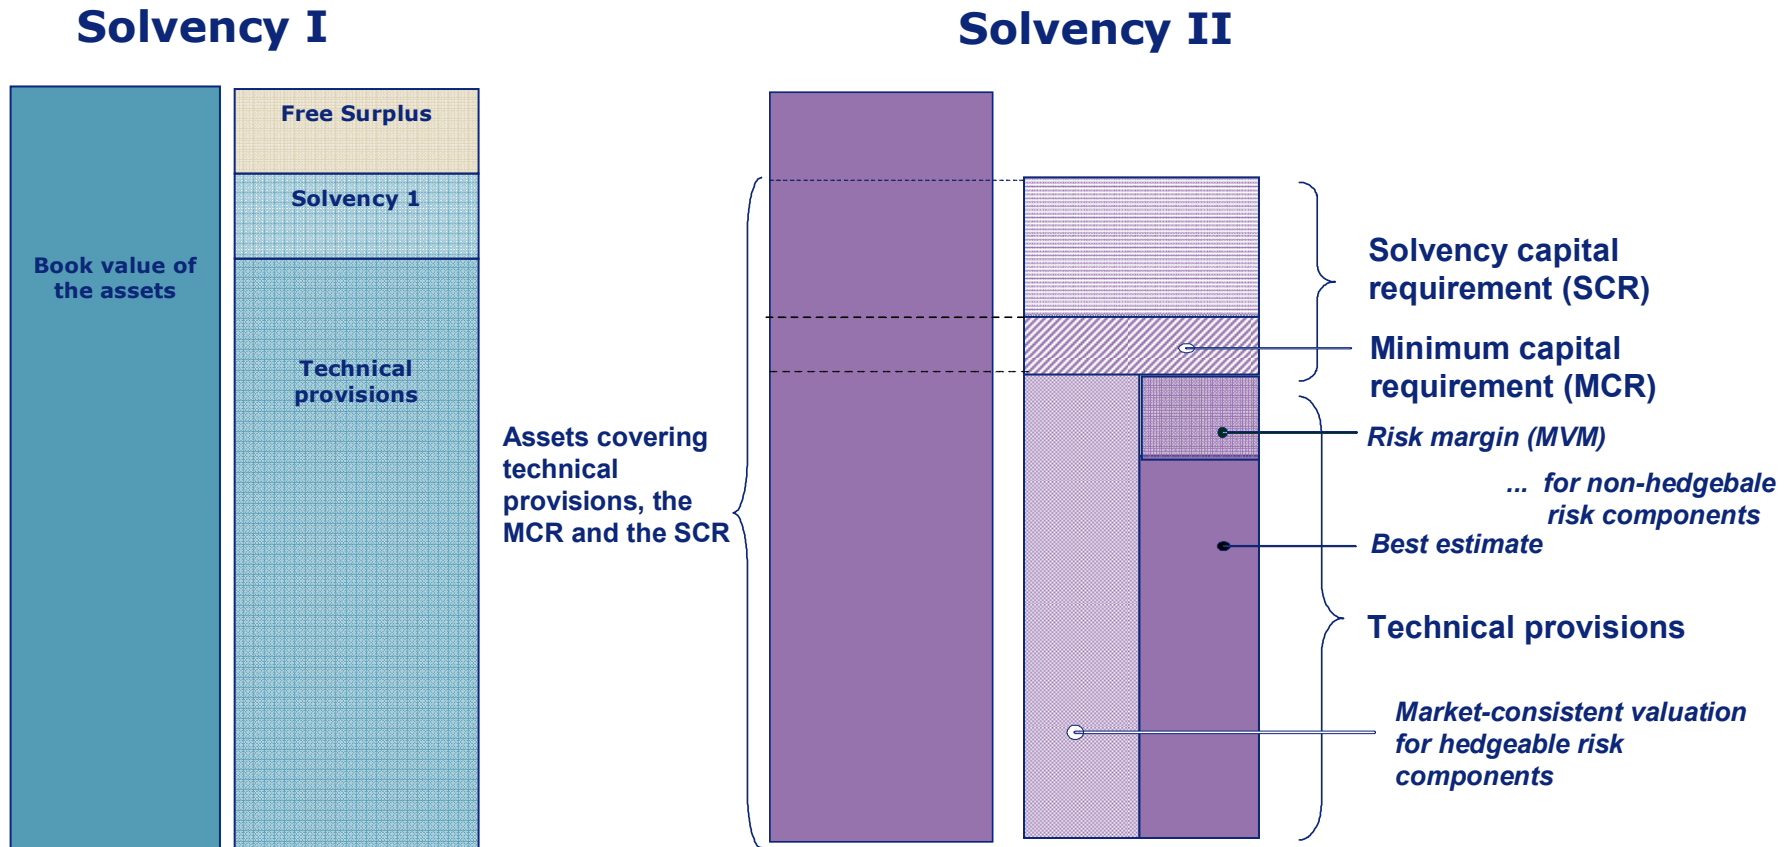 Solvency I
Solvency II
Free Surplus
Solvency 1
Book value of
the assets
Technical
provisions
Assets covering
technical
provisions, the
MCR and the SCR
Solvency capital
requirement (SCR)
Minimum capital
requirement (MCR)
Risk margin (MVM)
... for non-hedgebale
risk components
Best estimate
Technical provisions
Market-consistent valuation
for hedgeable risk
components